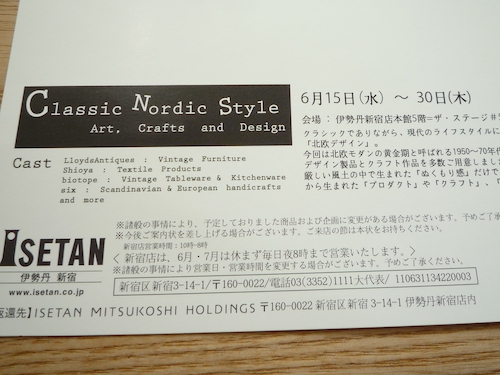 Classic Nordic Style
Art, Crafts and Design
Cast
LloydsAntiques : Vintage Furniture
Shioya : Textile Products
biotope : Vintage Tableware & Kitchenware
six : Scandinavian & European handicrafts
and more
6月15日(水) 〜 30日(木)
会場 : 伊勢丹新宿店本館5階=ザ・ステージ#
クラシックでありながら、現代のライフスタイルに
「北欧デザイン」。
今回は北欧モダンの黄金期と呼ばれる1950〜70年代
デザイン製品とクラフト作品を多数ご用意しまし
厳しい風土の中で生まれた「ぬくもり感」だけで
から生まれた「プロダクト」や「クラフト」、
※諸般の事情により、予定しておりました商品および企画に変更がある場合がございます。予めご了承
※今後ご案内状を差し上げる場合がございます。ご来店の節は本状をお持ちください。
新宿店営業時間:10時-8時
< 新宿店は、6月・7月は休まず毎日夜8時まで営業いたします。>
※諸般の事情により営業日・営業時間を変更する場合がございます。予めご了承ください。
ISETAN
伊勢丹 新宿
www.isetan.co.jp
新宿区新宿3-14-1/〒160-0022/電話03(3352)1111大代表/ 110631134220003
返還先】ISETAN MITSUKOSHI HOLDINGS 〒160-0022 新宿区新宿 3-14-1 伊勢丹新宿店内